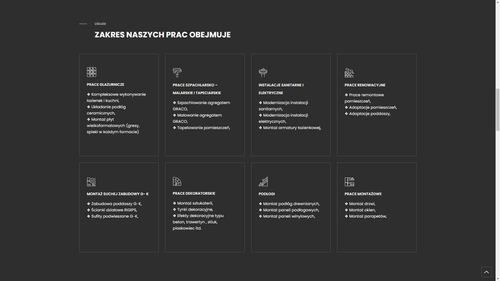 USŁUGI
ZAKRES NASZYCH PRAC OBEJMUJE
PRACE GLAZURNICZE
❖ Kompleksowe wykonywanie
łazienek i kuchni,
❖ Układanie podłóg
ceramicznych,
❖ Montaż płyt
wielkoformatowych (gresy,
spieki w każdym formacie)
PRACE SZPACHLARSKO –
MALARSKIE I TAPECIARSKIE
❖ Szpachlowanie agregatem
GRACO,
❖ Malowanie agregatem
GRACO,
❖ Tapetowanie pomieszczeń,
INSTALACJE SANITARNE I
ELEKTRYCZNE
❖ Modernizacja instalacji
sanitarnych,
❖ Modernizacja instalacji
elektrycznych,
❖ Montaż armatury łazienkowej,
PRACE RENOWACYJNE
❖ Prace remontowe
pomieszczeń,
❖ Adaptacje pomieszczeń,
❖ Adaptacje poddaszy,
MONTAŻ SUCHEJ ZABUDOWY G-K
❖ Zabudowa poddaszy G-K,
❖ Ścianki działowe RIGIPS,
❖ Sufity podwieszane G-K,
PRACE DEKORATORSKIE
❖ Montaż sztukaterii,
❖ Tynki dekoracyjne,
❖ Efekty dekoracyjne typu
beton, trawertyn , stiuk,
piaskowiec itd.
PODŁOGI
❖ Montaż podłóg drewnianych,
❖ Montaż paneli podłogowych,
❖ Montaż paneli winylowych,
PRACE MONTAŻOWE
❖ Montaż drzwi,
❖ Montaż okien,
❖ Montaż parapetów,